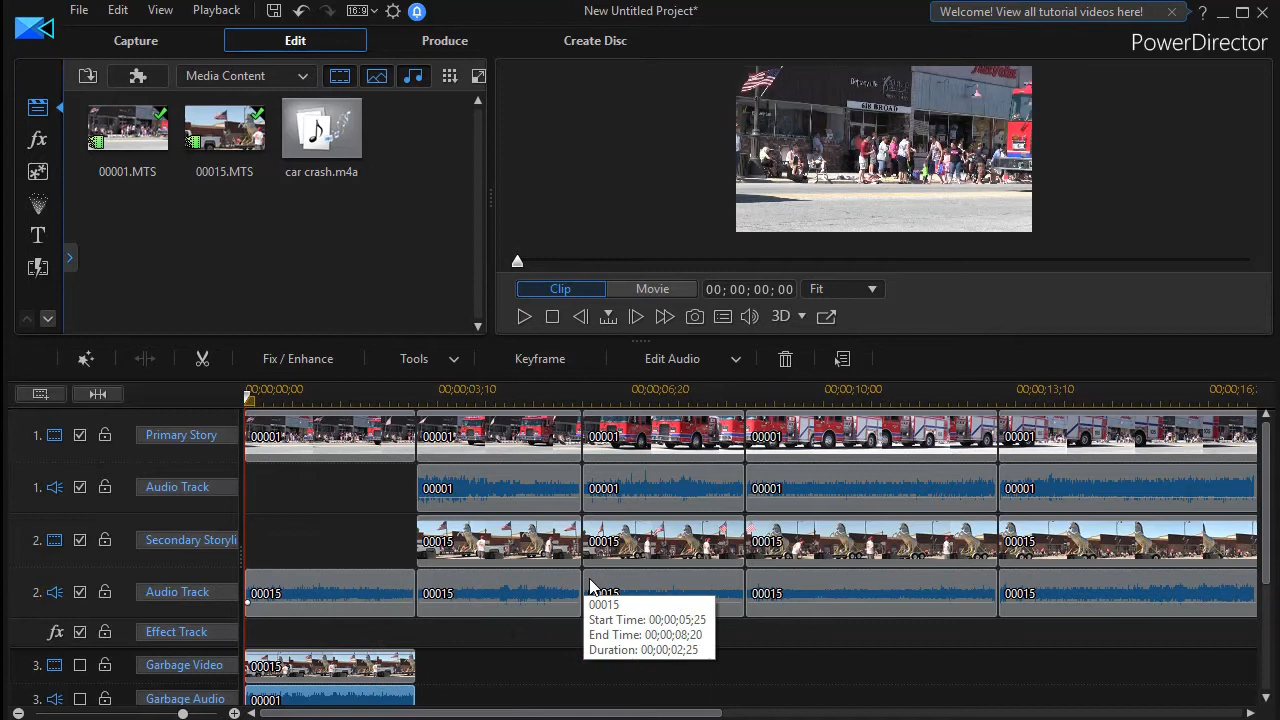 File Edit View Playback 16:9 New Untitled Project* Welcome! View all tutorial videos here! ?
Capture Edit Produce Create Disc PowerDirector
Media Content
fx
T
00001.MTS 00015.MTS car crash.m4a
618 BROAD
Clip Movie 00; 00; 00; 00 Fit
3D
Fix / Enhance Tools Keyframe Edit Audio
00;00;00;00 00;00;03;10 00;00;06;20 00;00;10;00 00;00;13;10 00;00;16;
1. Primary Story 00001 00001 00001 00001 00001
1. Audio Track 00001 00001 00001 00001
2. Secondary Storyli 00015 00015 00015 00015
2. Audio Track 00015 00015 00015 00015 00015
00015
Start Time: 00;00;05;25
End Time: 00;00;08;20
Duration: 00;00;02;25
fx Effect Track
3. Garbage Video 00015
3. Garbage Audio 00001